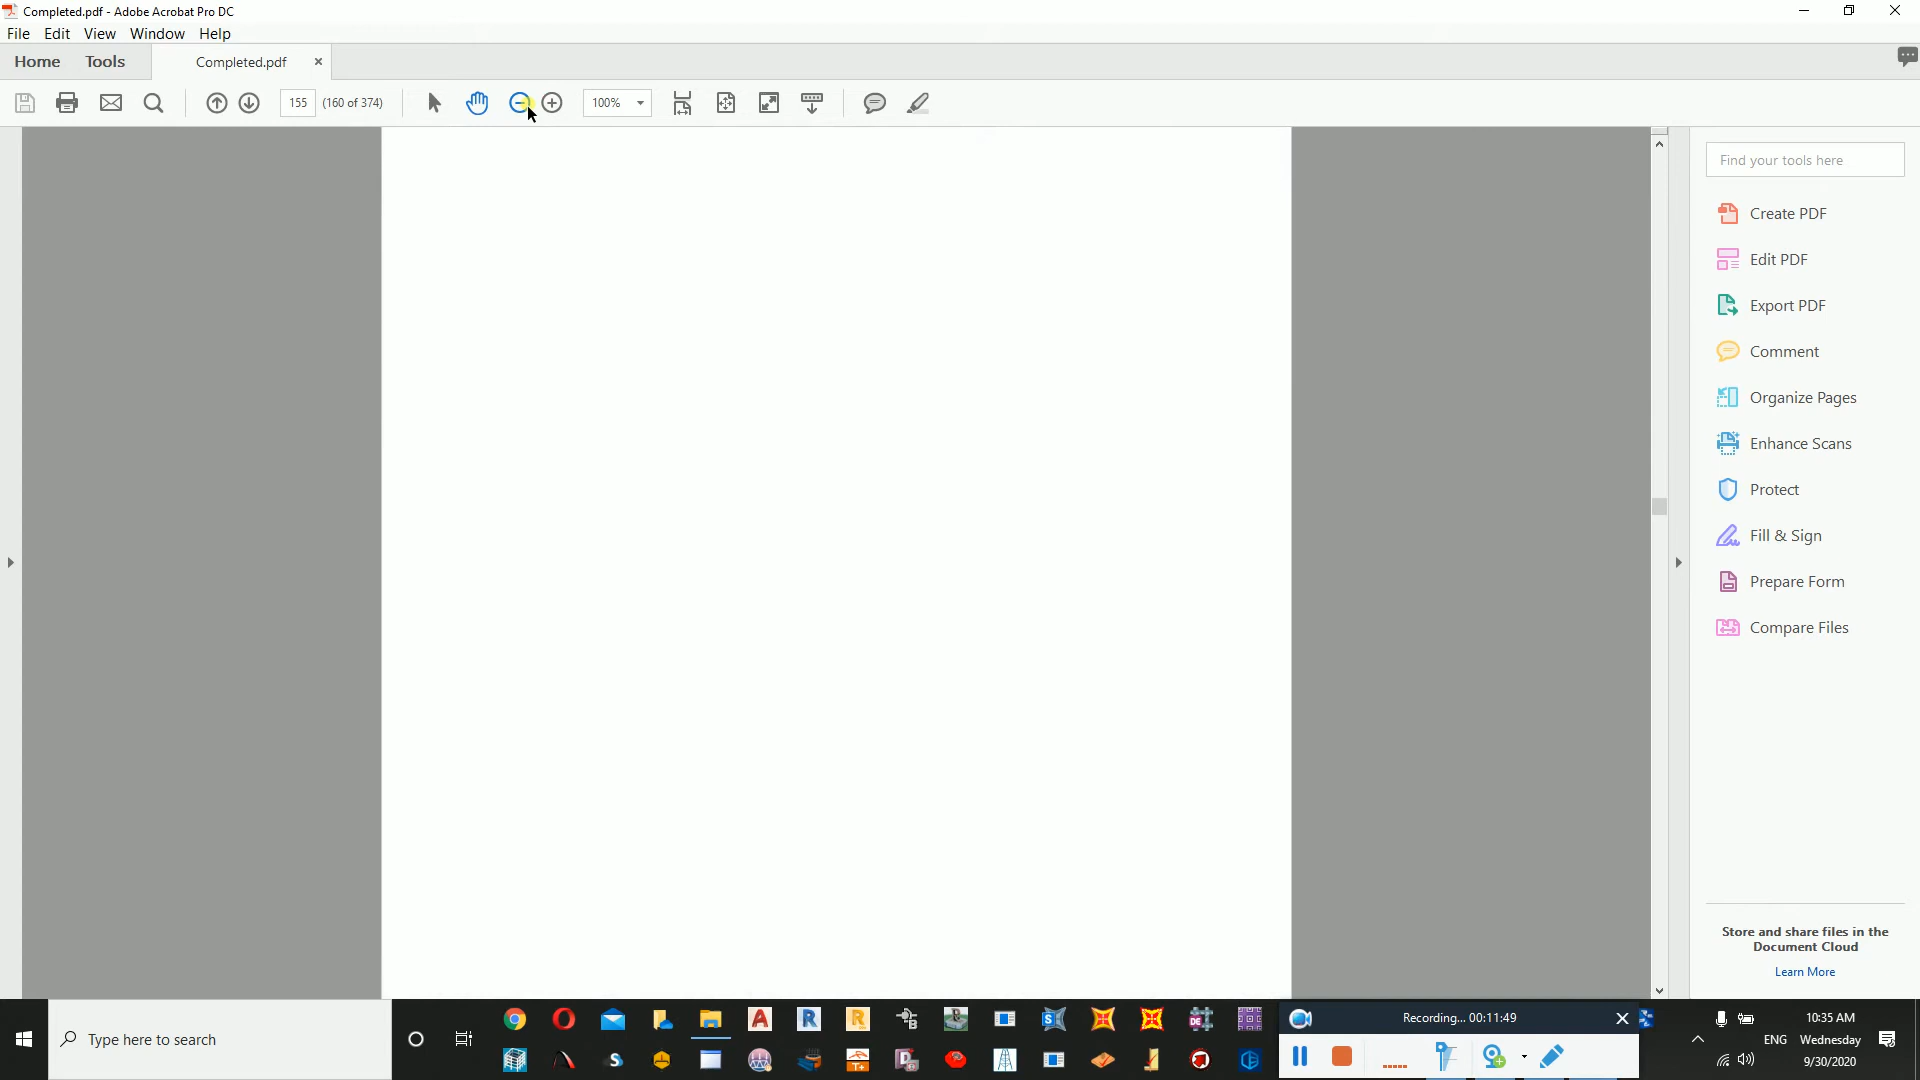 Completed.pdf - Adobe Acrobat Pro DC
File Edit View Window Help
Home Tools Completed.pdf
155 (160 of 374) 100%
Find your tools here
Create PDF
Edit PDF
Export PDF
Comment
Organize Pages
Enhance Scans
Protect
Fill & Sign
Prepare Form
Compare Files
Store and share files in the
Document Cloud
Learn More
Type here to search
Recording... 00:11:49
ENG
10:35 AM
Wednesday
9/30/2020